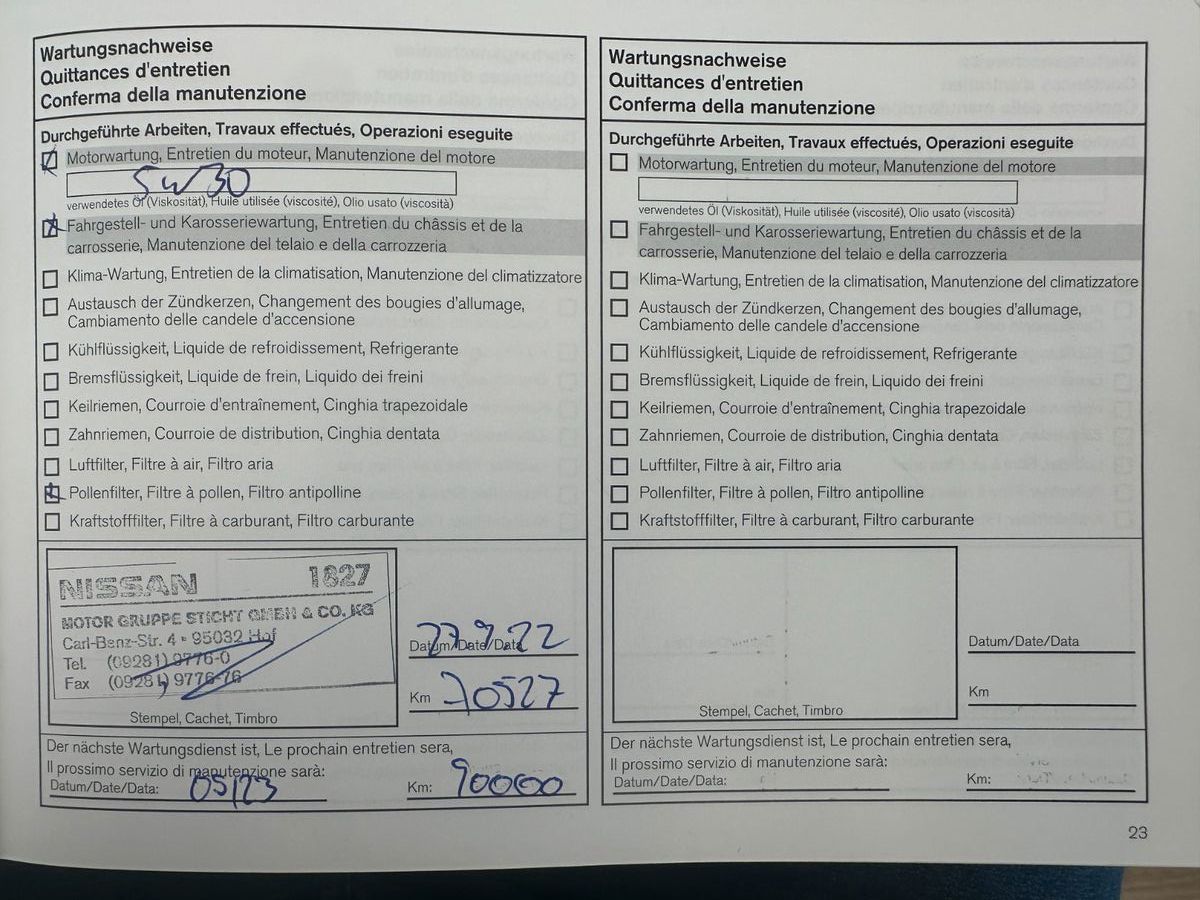 Wartungsnachweise
Quittances d'entretien
Conferma della manutenzione
Durchgeführte Arbeiten, Travaux effectués, Operazioni eseguite
Motorwartung, Entretien du moteur, Manutenzione del motore
5W30
verwendetes Öl (Viskosität), Huile utilisée (viscosité), Olio usato (viscosità)
Fahrgestell- und Karosseriewartung, Entretien du châssis et de la
carrosserie, Manutenzione del telaio e della carrozzeria
Klima-Wartung, Entretien de la climatisation, Manutenzione del climatizzatore
Austausch der Zündkerzen, Changement des bougies d'allumage,
Cambiamento delle candele d'accensione
Kühlflüssigkeit, Liquide de refroidissement, Refrigerante
Bremsflüssigkeit, Liquide de frein, Liquido dei freini
Keilriemen, Courroie d'entraînement, Cinghia trapezoidale
Zahnriemen, Courroie de distribution, Cinghia dentata
Luftfilter, Filtre à air, Filtro aria
Pollenfilter, Filtre à pollen, Filtro antipolline
Kraftstofffilter, Filtre à carburant, Filtro carburante
NISSAN 1827
MOTOR GRUPPE STICHT GMBH & CO. KG
Carl-Benz-Str. 4 · 95032 Hof
Tel. (09281) 9776-0
Fax (09281) 9776-76
Stempel, Cachet, Timbro
Datum/Date/Data 27.9.22
Km 70527
Der nächste Wartungsdienst ist, Le prochain entretien sera,
Il prossimo servizio di manutenzione sarà:
Datum/Date/Data: 05/23 Km: 90000
Wartungsnachweise
Quittances d'entretien
Conferma della manutenzione
Durchgeführte Arbeiten, Travaux effectués, Operazioni eseguite
Motorwartung, Entretien du moteur, Manutenzione del motore
verwendetes Öl (Viskosität), Huile utilisée (viscosité), Olio usato (viscosità)
Fahrgestell- und Karosseriewartung, Entretien du châssis et de la
carrosserie, Manutenzione del telaio e della carrozzeria
Klima-Wartung, Entretien de la climatisation, Manutenzione del climatizzatore
Austausch der Zündkerzen, Changement des bougies d'allumage,
Cambiamento delle candele d'accensione
Kühlflüssigkeit, Liquide de refroidissement, Refrigerante
Bremsflüssigkeit, Liquide de frein, Liquido dei freini
Keilriemen, Courroie d'entraînement, Cinghia trapezoidale
Zahnriemen, Courroie de distribution, Cinghia dentata
Luftfilter, Filtre à air, Filtro aria
Pollenfilter, Filtre à pollen, Filtro antipolline
Kraftstofffilter, Filtre à carburant, Filtro carburante
Stempel, Cachet, Timbro
Datum/Date/Data
Km
Der nächste Wartungsdienst ist, Le prochain entretien sera,
Il prossimo servizio di manutenzione sarà:
Datum/Date/Data: Km:
23